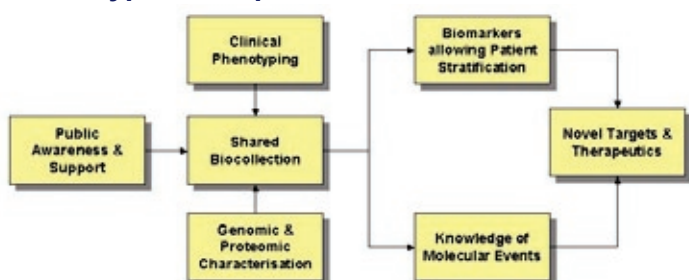 Clinical
Phenotyping
Biomarkers
allowing Patient
Stratification
Public
Awareness &
Support
Shared
Biocollection
Novel Targets &
Therapeutics
Genomic &
Proteomic
Characterisation
Knowledge of
Molecular Events